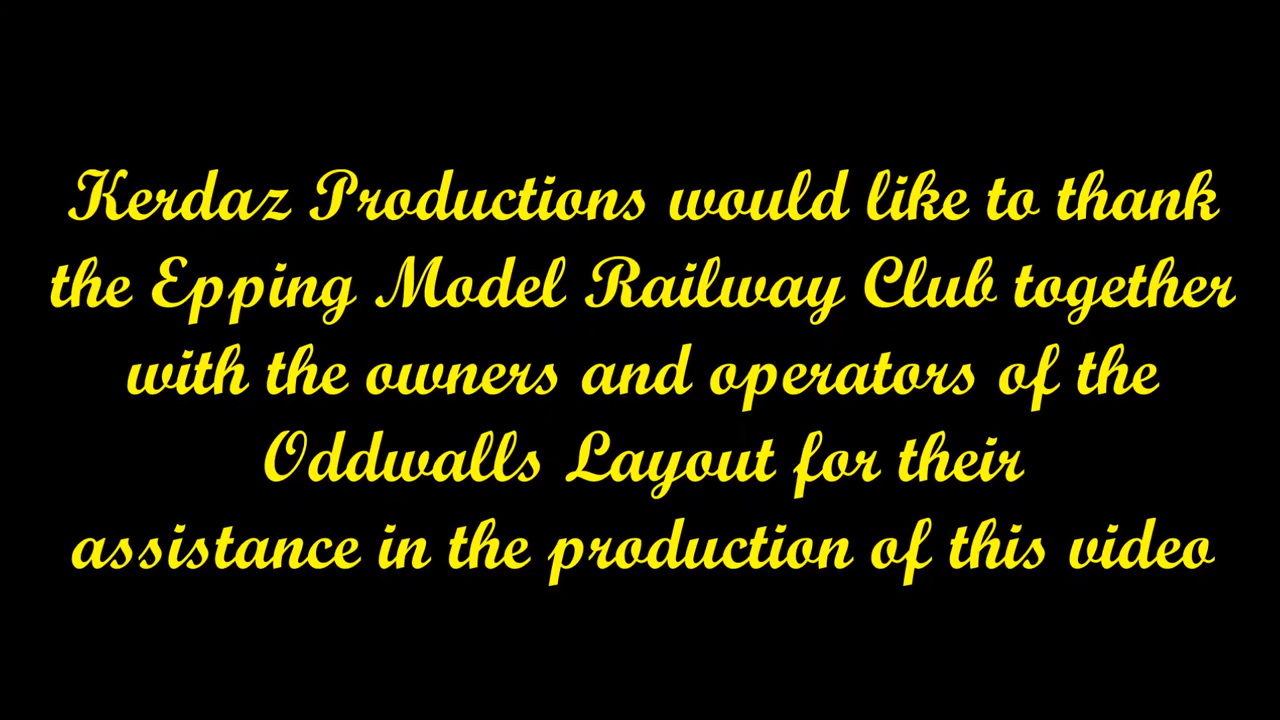 Kerdaz Productions would like to thank
the Epping Model Railway Club together
with the owners and operators of the
Oddwalls Layout for their
assistance in the production of this video